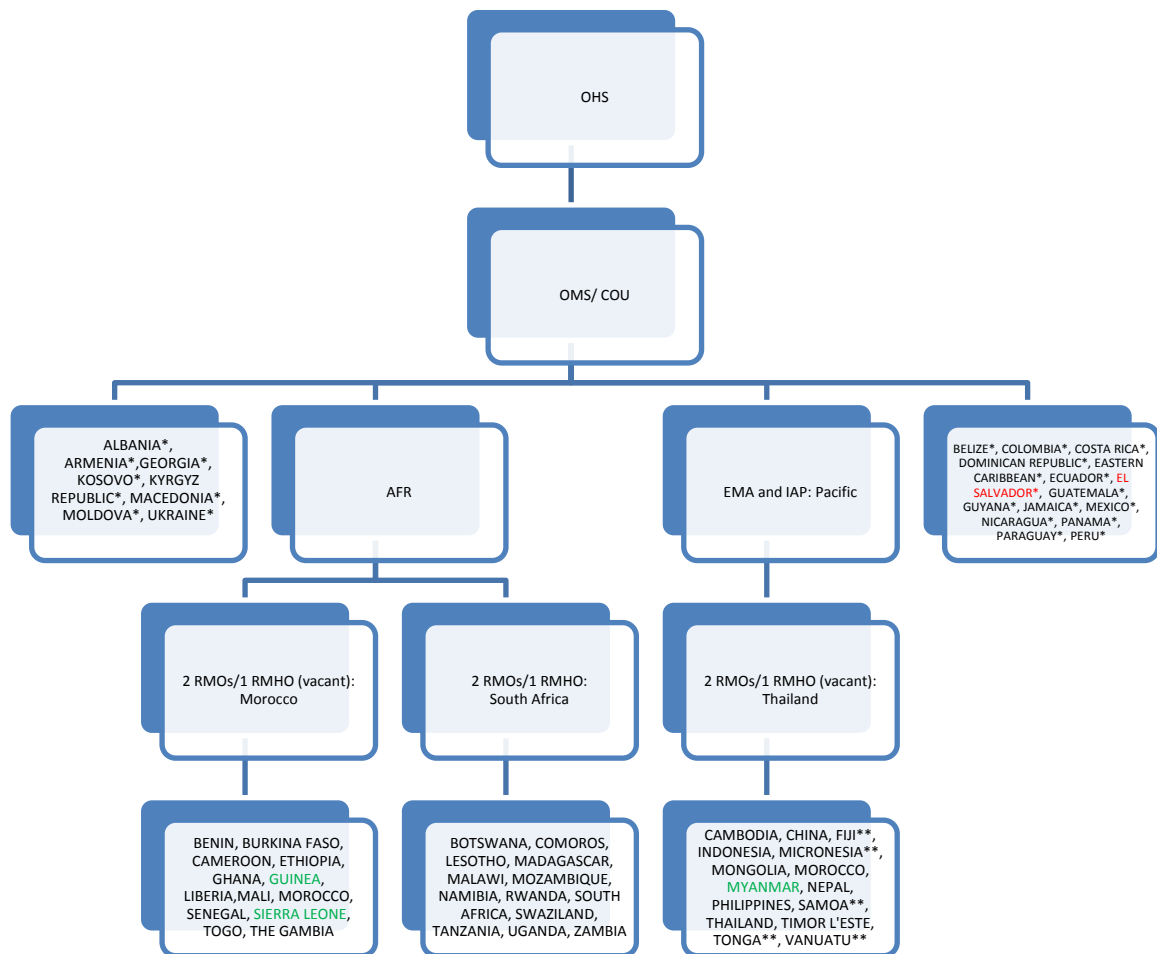 OHS
OMS/ COU
ALBANIA*,
ARMENIA*,GEORGIA*,
KOSOVO*, KYRGYZ
REPUBLIC*, MACEDONIA*,
MOLDOVA*, UKRAINE*
AFR
EMA and IAP: Pacific
BELIZE*, COLOMBIA*, COSTA RICA*,
DOMINICAN REPUBLIC*, EASTERN
CARIBBEAN*, ECUADOR*, EL
SALVADOR*, GUATEMALA*,
GUYANA*, JAMAICA*, MEXICO*,
NICARAGUA*, PANAMA*,
PARAGUAY*, PERU*
2 RMOs/1 RMHO (vacant):
Morocco
2 RMOs/1 RMHO:
South Africa
2 RMOs/1 RMHO (vacant):
Thailand
BENIN, BURKINA FASO,
CAMEROON, ETHIOPIA,
GHANA, GUINEA,
LIBERIA,MALI, MOROCCO,
SENEGAL, SIERRA LEONE,
TOGO, THE GAMBIA
BOTSWANA, COMOROS,
LESOTHO, MADAGASCAR,
MALAWI, MOZAMBIQUE,
NAMIBIA, RWANDA, SOUTH
AFRICA, SWAZILAND,
TANZANIA, UGANDA, ZAMBIA
CAMBODIA, CHINA, FIJI**,
INDONESIA, MICRONESIA**,
MONGOLIA, MOROCCO,
MYANMAR, NEPAL,
PHILIPPINES, SAMOA**,
THAILAND, TIMOR L'ESTE,
TONGA**, VANUATU**